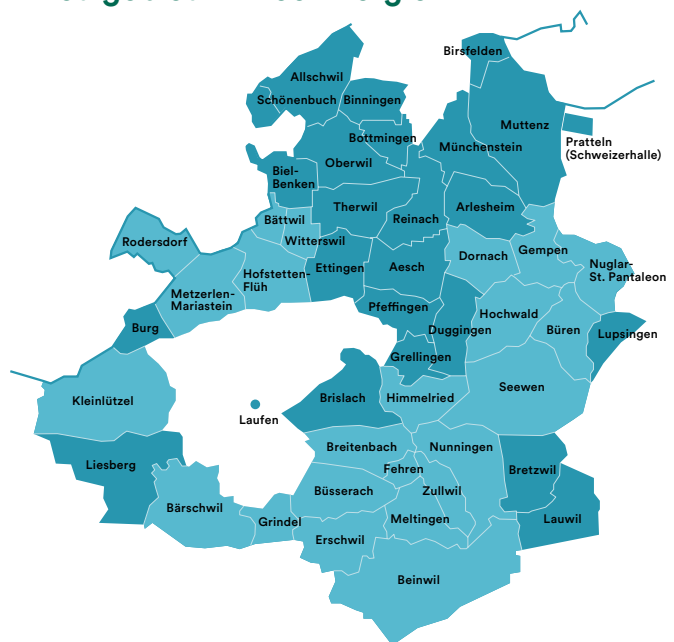 Birsfelden
Allschwil
Schönenbuch
Binningen
Muttenz
Bottmingen
Pratteln
(Schweizerhalle)
Münchenstein
Oberwil
Biel-
Benken
Therwil
Arlesheim
Reinach
Bättwil
Rodersdorf
Witterswil
Gempen
Dornach
Nuglar-
St. Pantaleon
Ettingen
Aesch
Hofstetten-
Flüh
Metzerlen-
Mariastein
Pfeffingen
Hochwald
Burg
Duggingen
Büren
Lupsingen
Grellingen
Seewen
Kleinlützel
Brislach
Himmelried
Laufen
Breitenbach
Nunningen
Liesberg
Fehren
Bretzwil
Büsserach
Zullwil
Bärschwil
Meltingen
Lauwil
Grindel
Erschwil
Beinwil